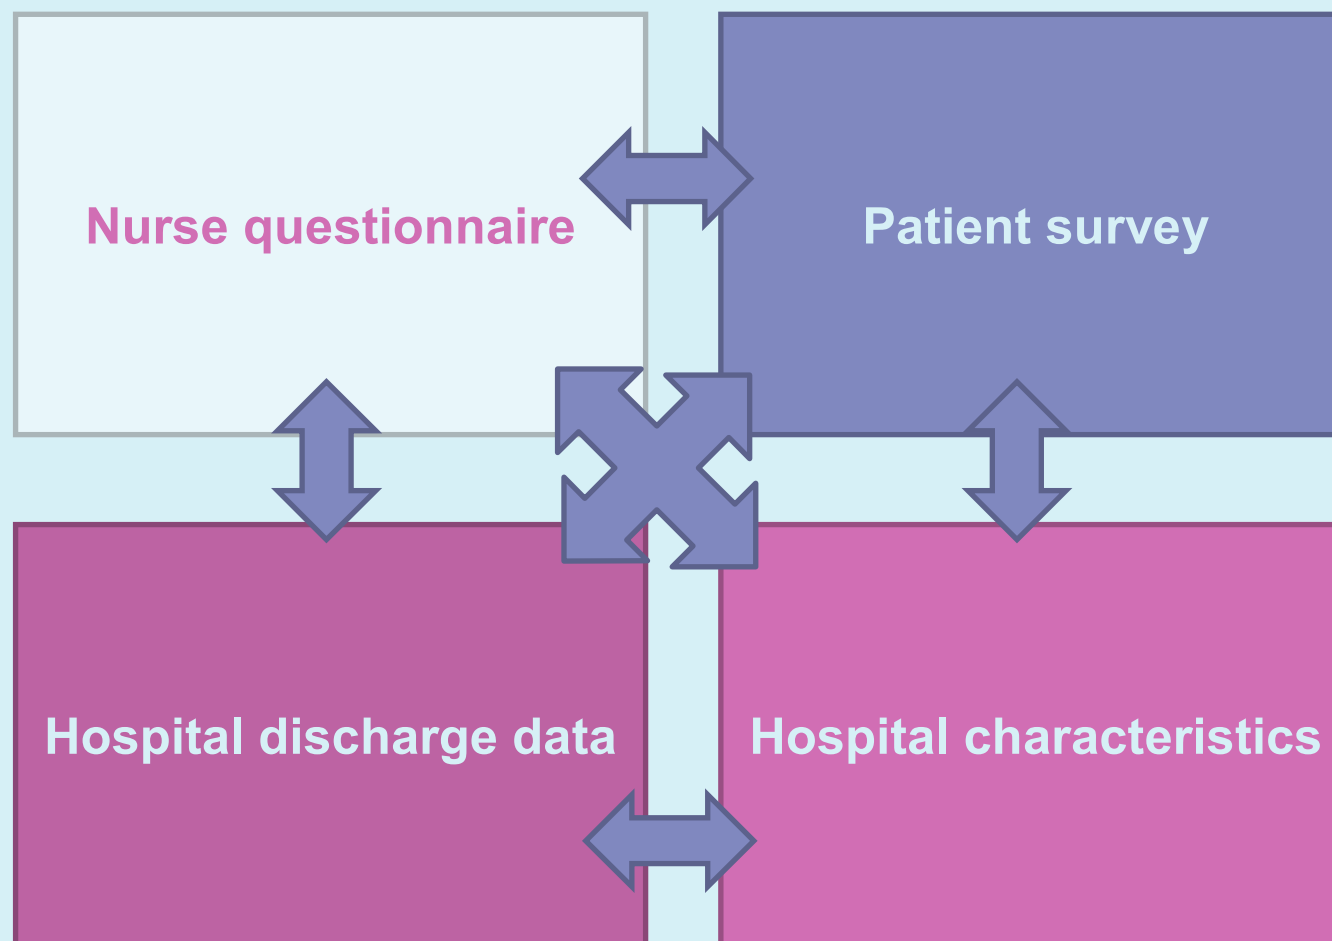 Nurse questionnaire
Patient survey
Hospital discharge data
Hospital characteristics